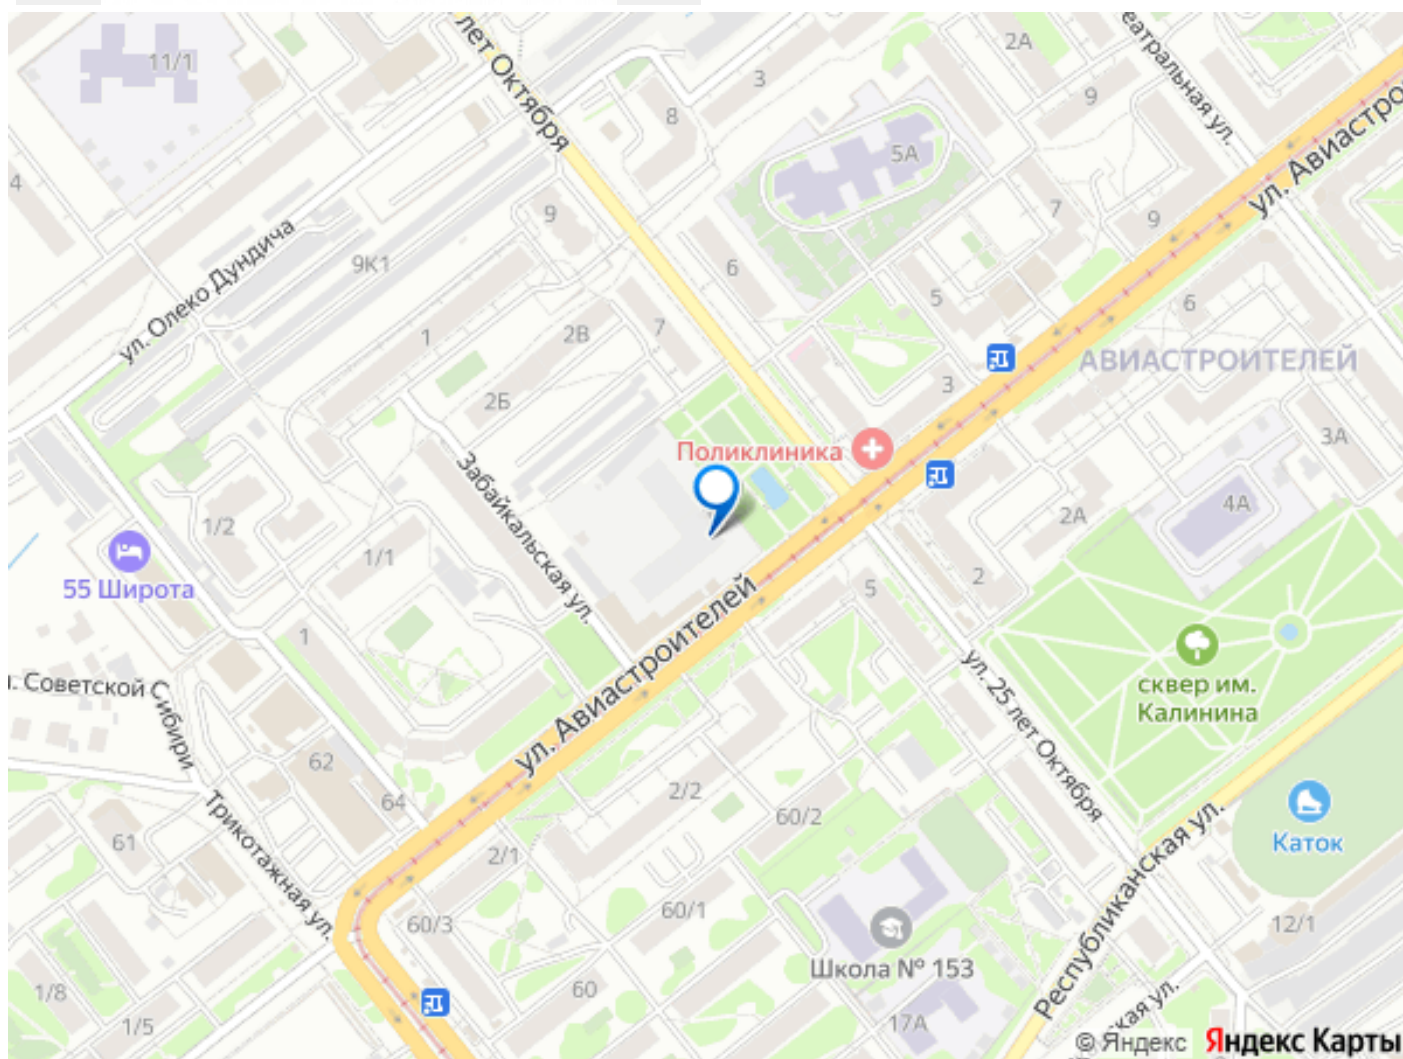 лет Октября
11/1
2А
еатральная ул.
3
9
8
5А
ул. Авиастро
4
9
7
9
ул. Олеко Дундича
9К1
6
5
6
1
2В
7
АВИАСТРОИТЕЛЕЙ
3
2Б
Поликлиника
3А
Забайкальская ул.
4А
1/2
2А
1/1
55 Широта
2
5
ул. Авиастроителей
1
. Советской Сибири
ул. 25 лет Октября
сквер им.
Калинина
62
2/2
64
60/2
Трикотажная ул.
61
2/1
Каток
Республиканская ул.
60/1
60/3
12/1
Школа № 153
1/8
60
1/5
17А
ская ул.
© Яндекс Яндекс Карты